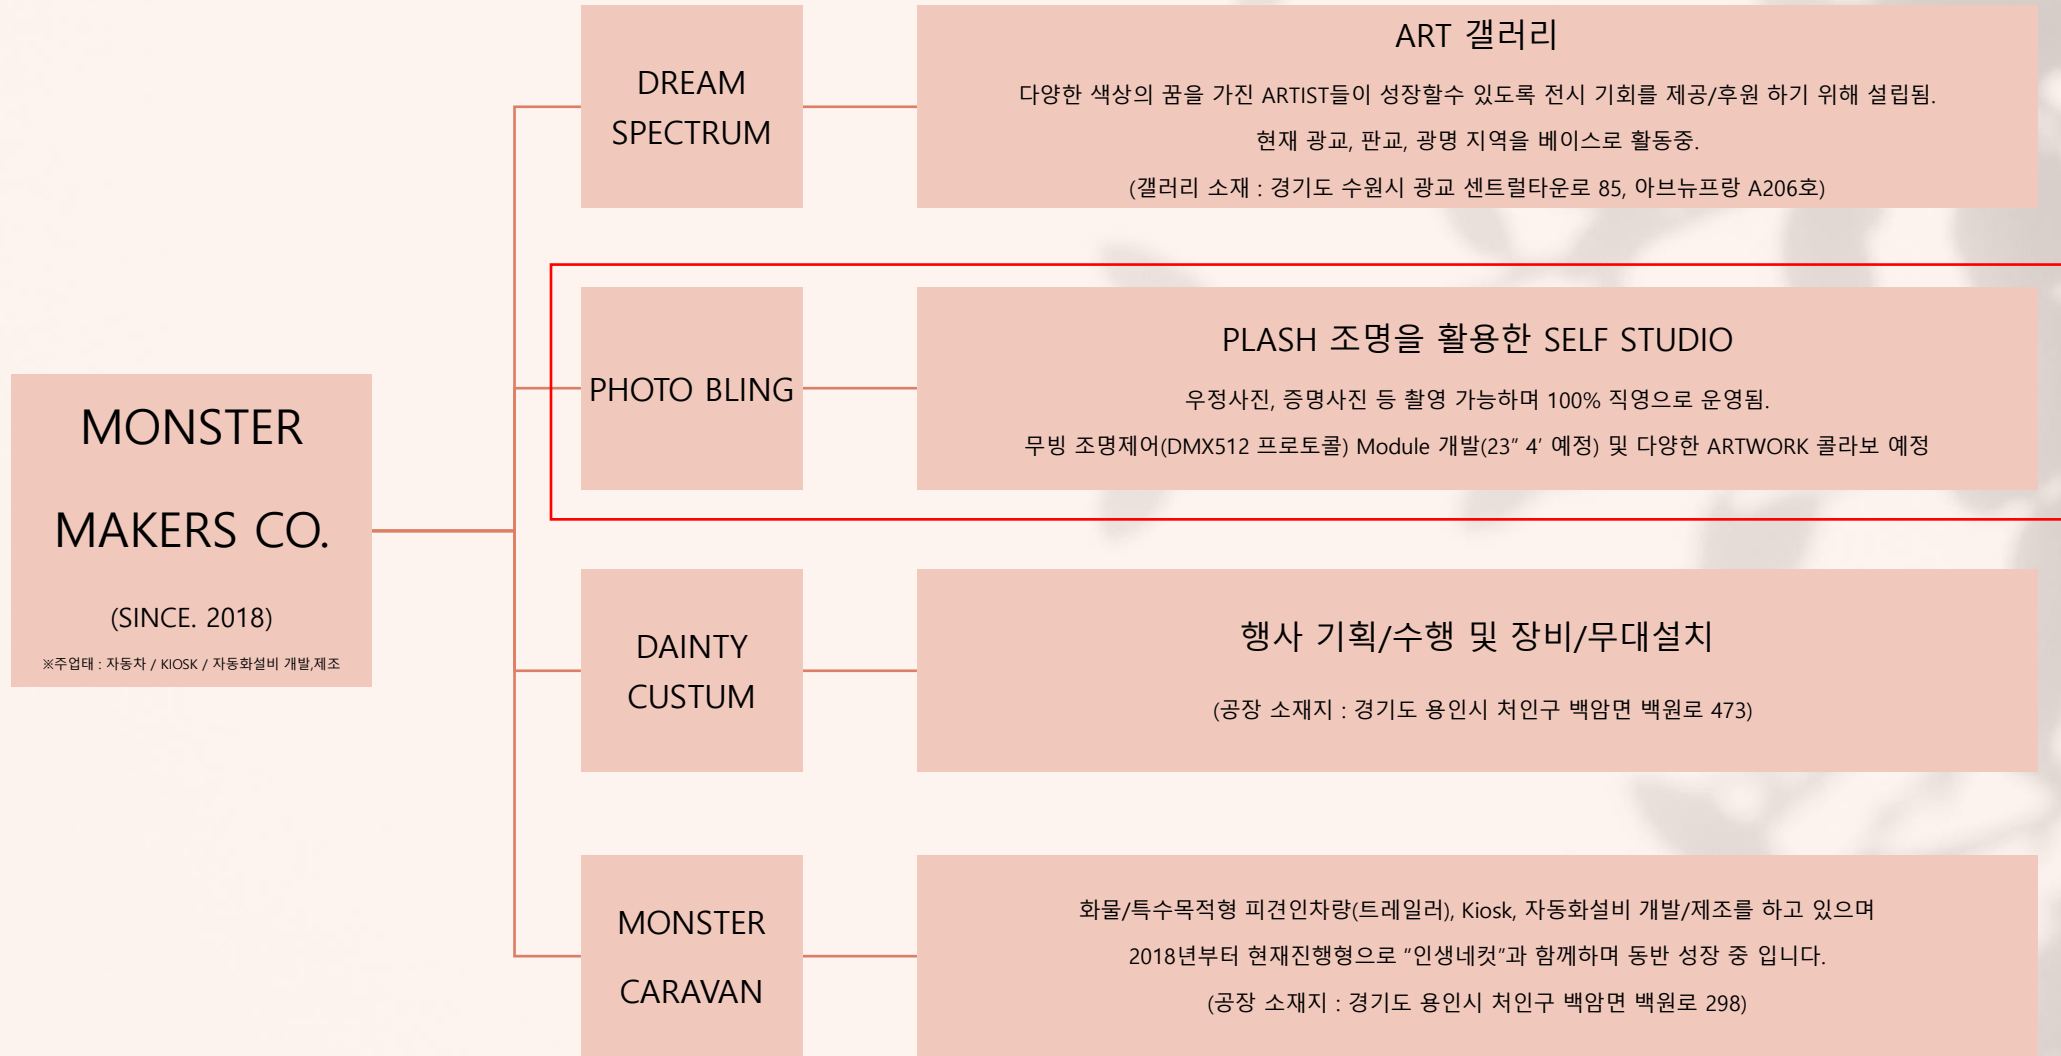 MONSTER
MAKERS CO.
(SINCE. 2018)
※주업태 : 자동차 / KIOSK / 자동화설비 개발,제조
DREAM
SPECTRUM
ART 갤러리
다양한 색상의 꿈을 가진 ARTIST들이 성장할수 있도록 전시 기회를 제공/후원 하기 위해 설립됨.
현재 광교, 판교, 광명 지역을 베이스로 활동중.
(갤러리 소재 : 경기도 수원시 광교 센트럴타운로 85, 아브뉴프랑 A206호)
PHOTO BLING
PLASH 조명을 활용한 SELF STUDIO
우정사진, 증명사진 등 촬영 가능하며 100% 직영으로 운영됨.
무빙 조명제어(DMX512 프로토콜) Module 개발(23" 4' 예정) 및 다양한 ARTWORK 콜라보 예정
DAINTY
CUSTUM
행사 기획/수행 및 장비/무대설치
(공장 소재지 : 경기도 용인시 처인구 백암면 백원로 473)
MONSTER
CARAVAN
화물/특수목적형 피견인차량(트레일러), Kiosk, 자동화설비 개발/제조를 하고 있으며
2018년부터 현재진행형으로 “인생네컷”과 함께하며 동반 성장 중 입니다.
(공장 소재지 : 경기도 용인시 처인구 백암면 백원로 298)